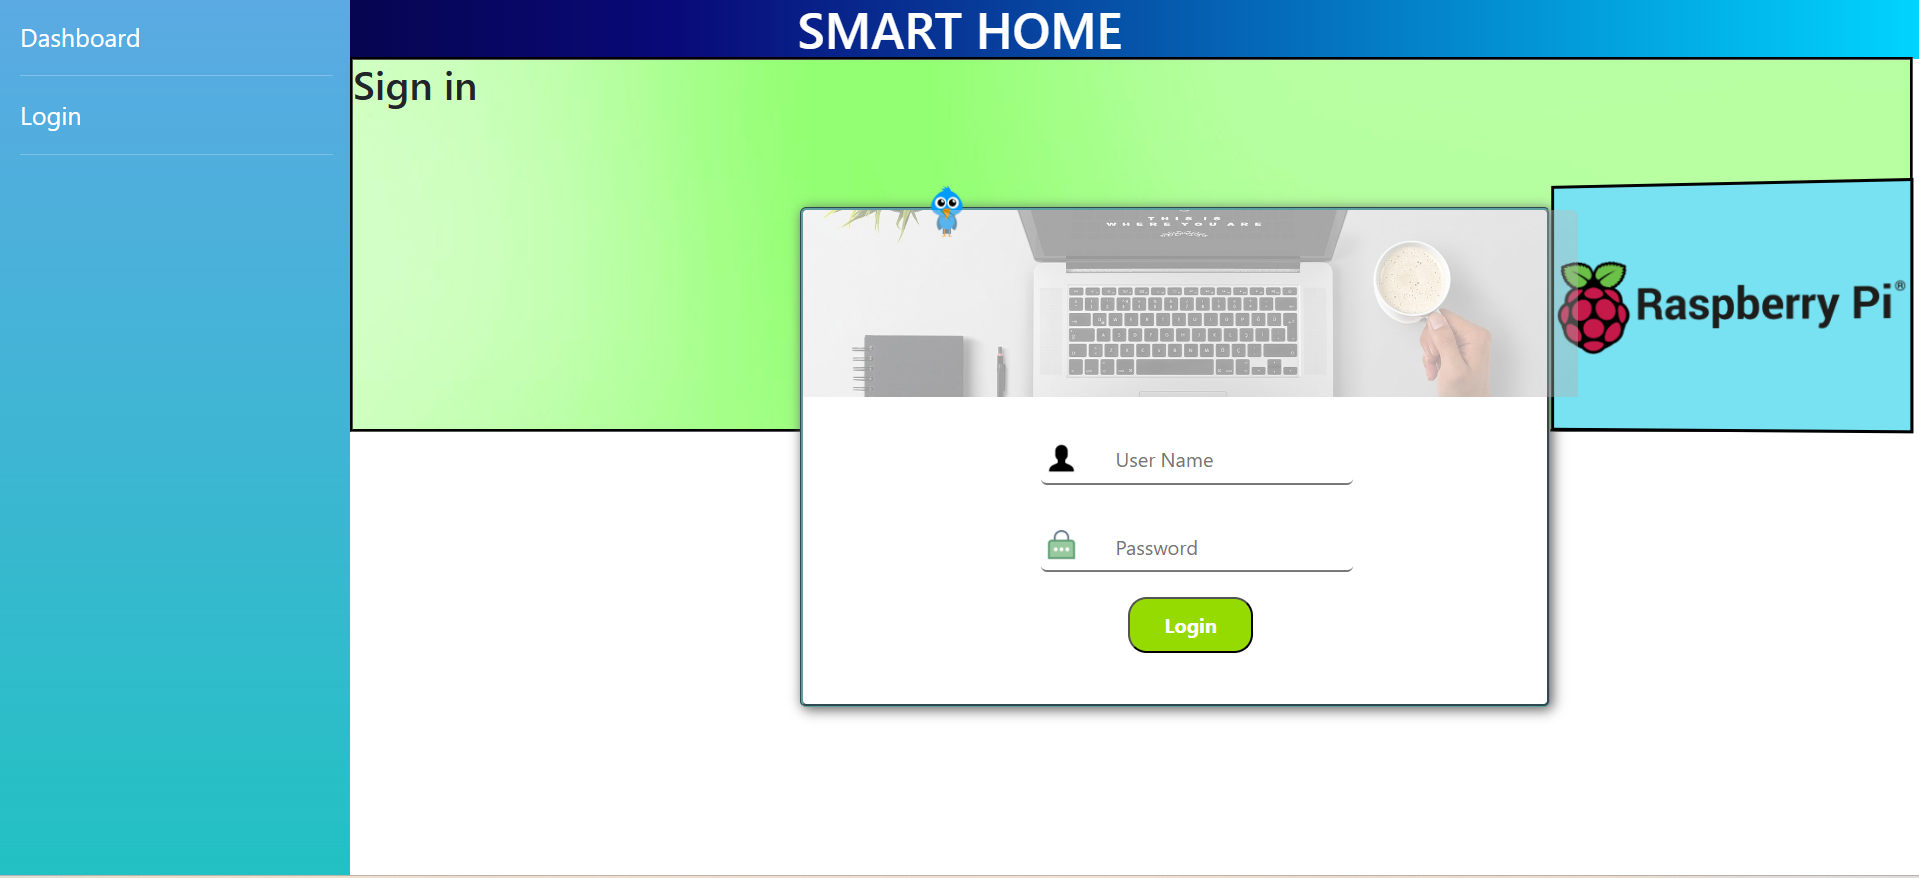 Dashboard
Login
SMART HOME
Sign in
THIS IS
WHERE YOU ARE
Raspberry Pi®
User Name
Password
Login